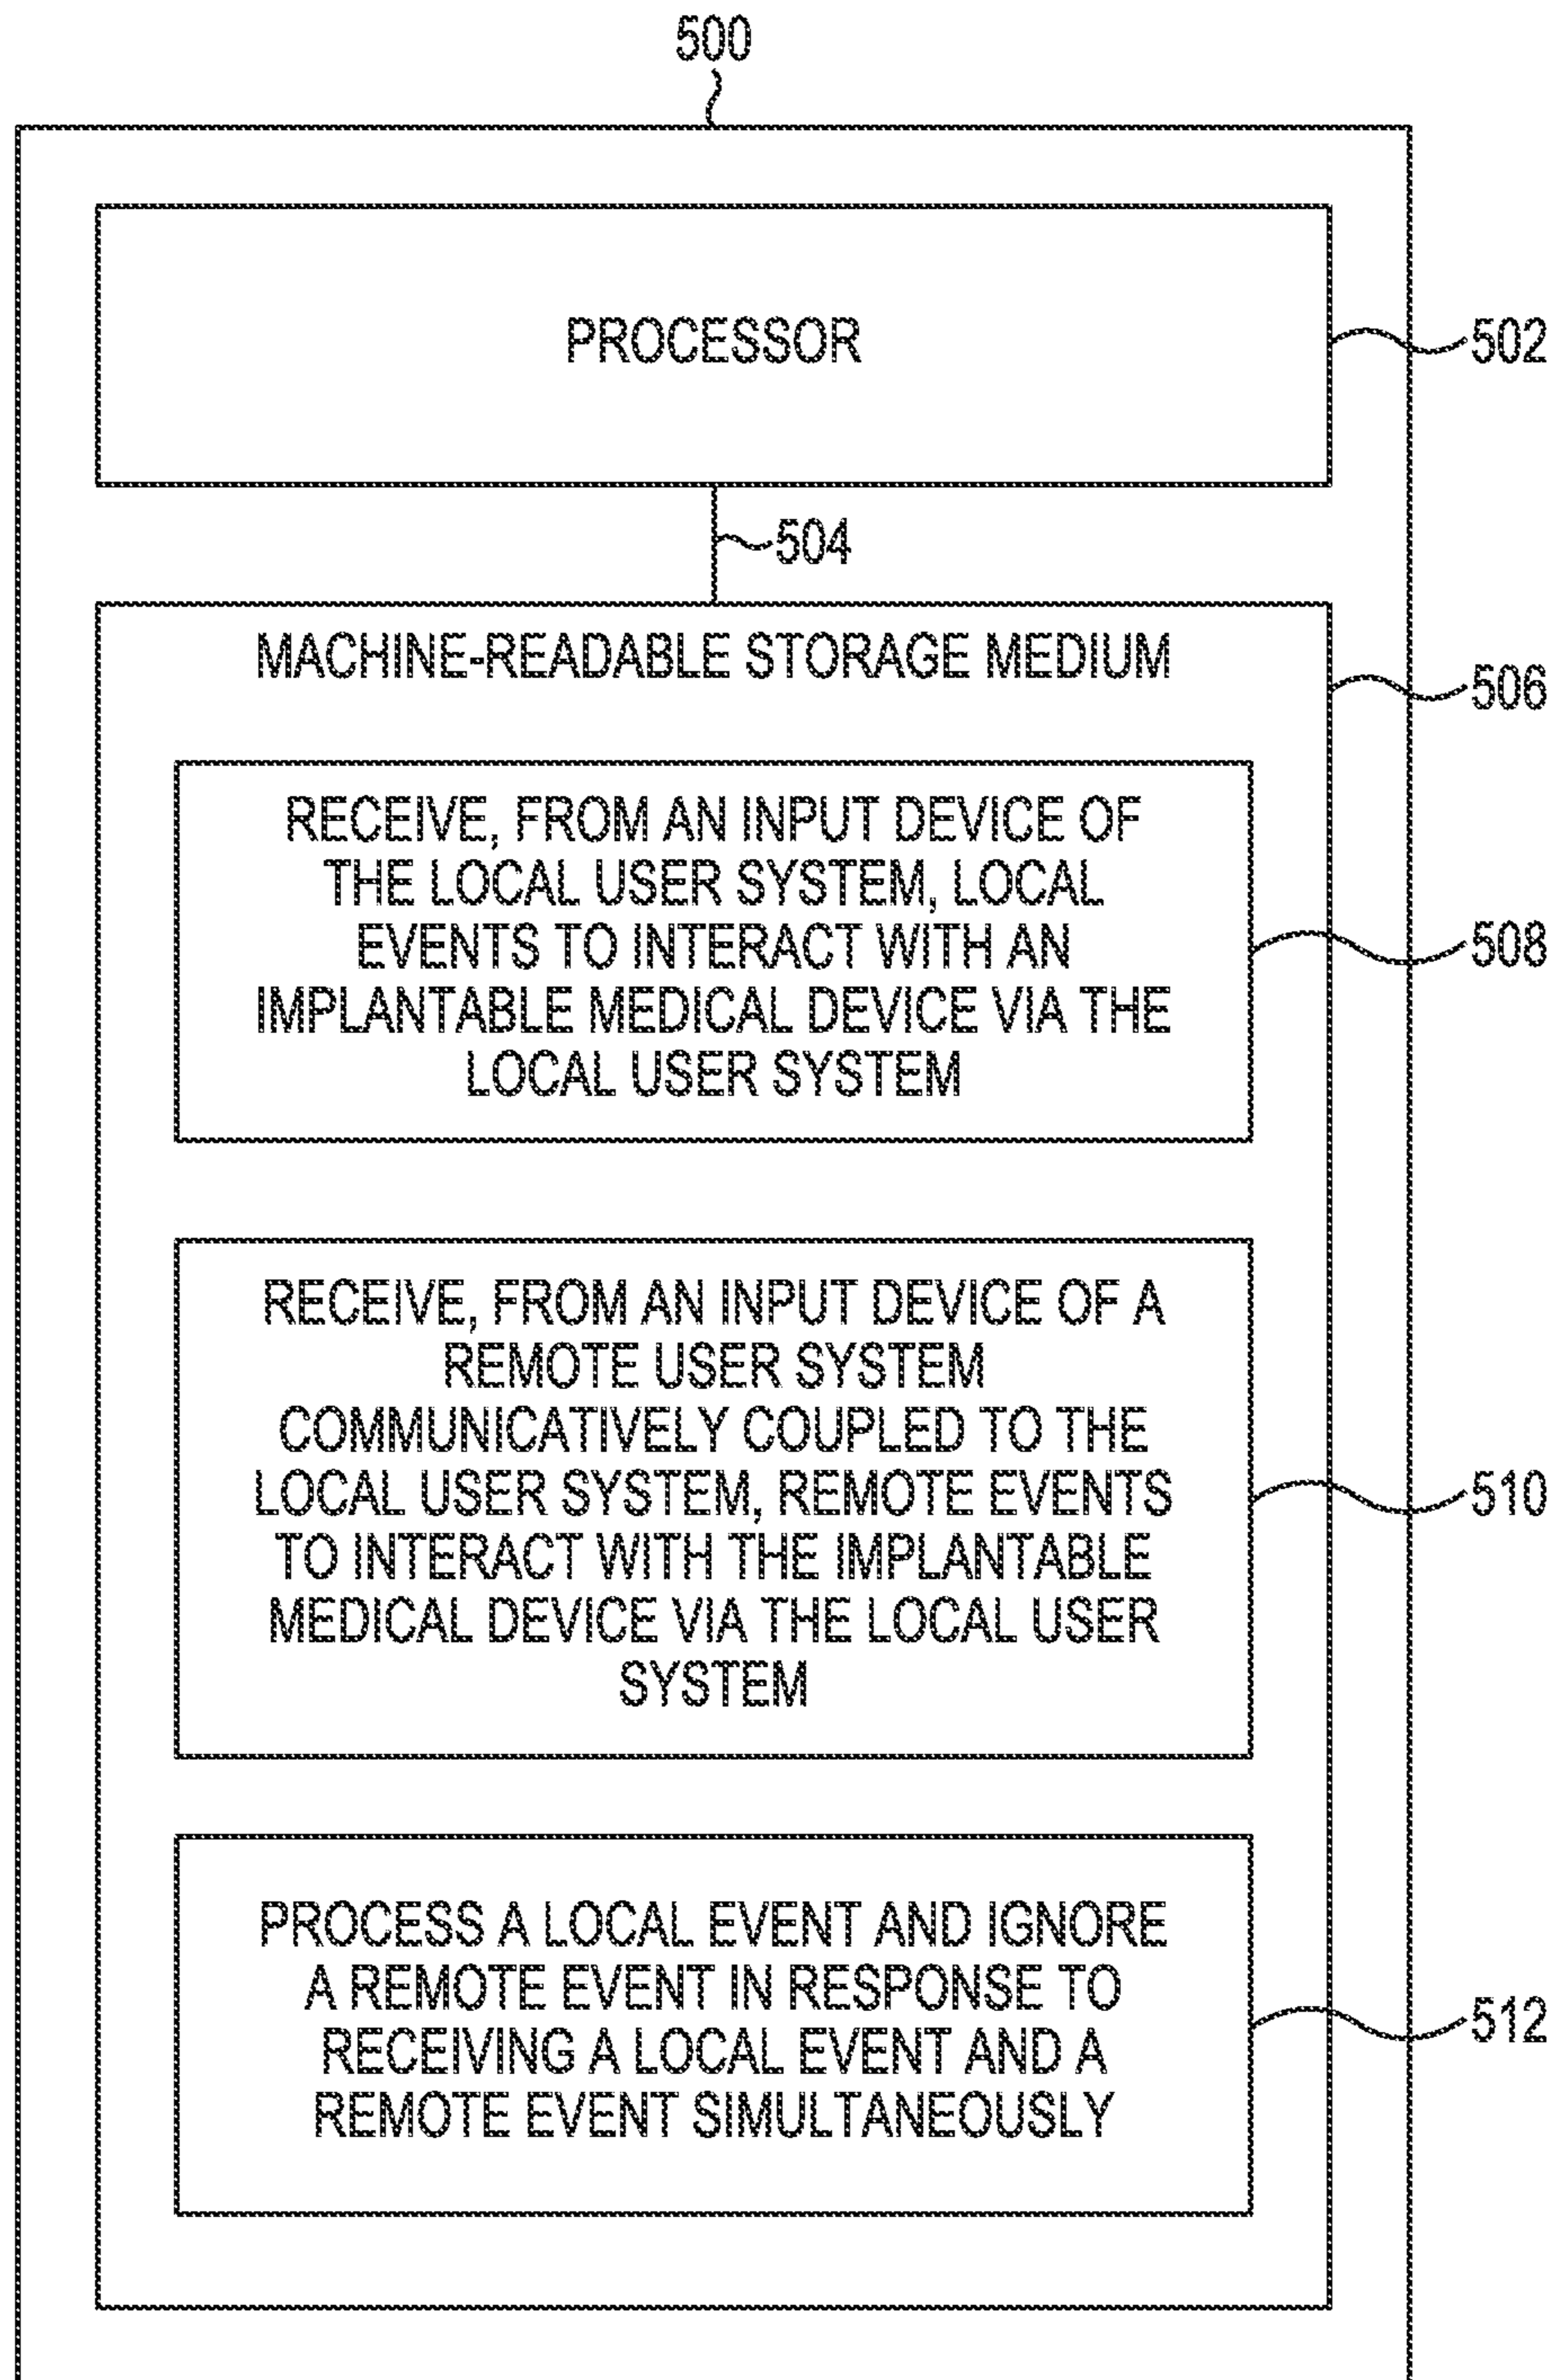 500
PROCESSOR
502
504
MACHINE-READABLE STORAGE MEDIUM
506
RECEIVE, FROM AN INPUT DEVICE OF
THE LOCAL USER SYSTEM, LOCAL
EVENTS TO INTERACT WITH AN
508
IMPLANTABLE MEDICAL DEVICE VIA THE
LOCAL USER SYSTEM
RECEIVE, FROM AN INPUT DEVICE OF A
REMOTE USER SYSTEM
COMMUNICATIVELY COUPLED TO THE
LOCAL USER SYSTEM, REMOTE EVENTS
510
TO INTERACT WITH THE IMPLANTABLE
MEDICAL DEVICE VIA THE LOCAL USER
SYSTEM
PROCESS A LOCAL EVENT AND IGNORE
A REMOTE EVENT IN RESPONSE TO
512
RECEIVING A LOCAL EVENT AND A
REMOTE EVENT SIMULTANEOUSLY